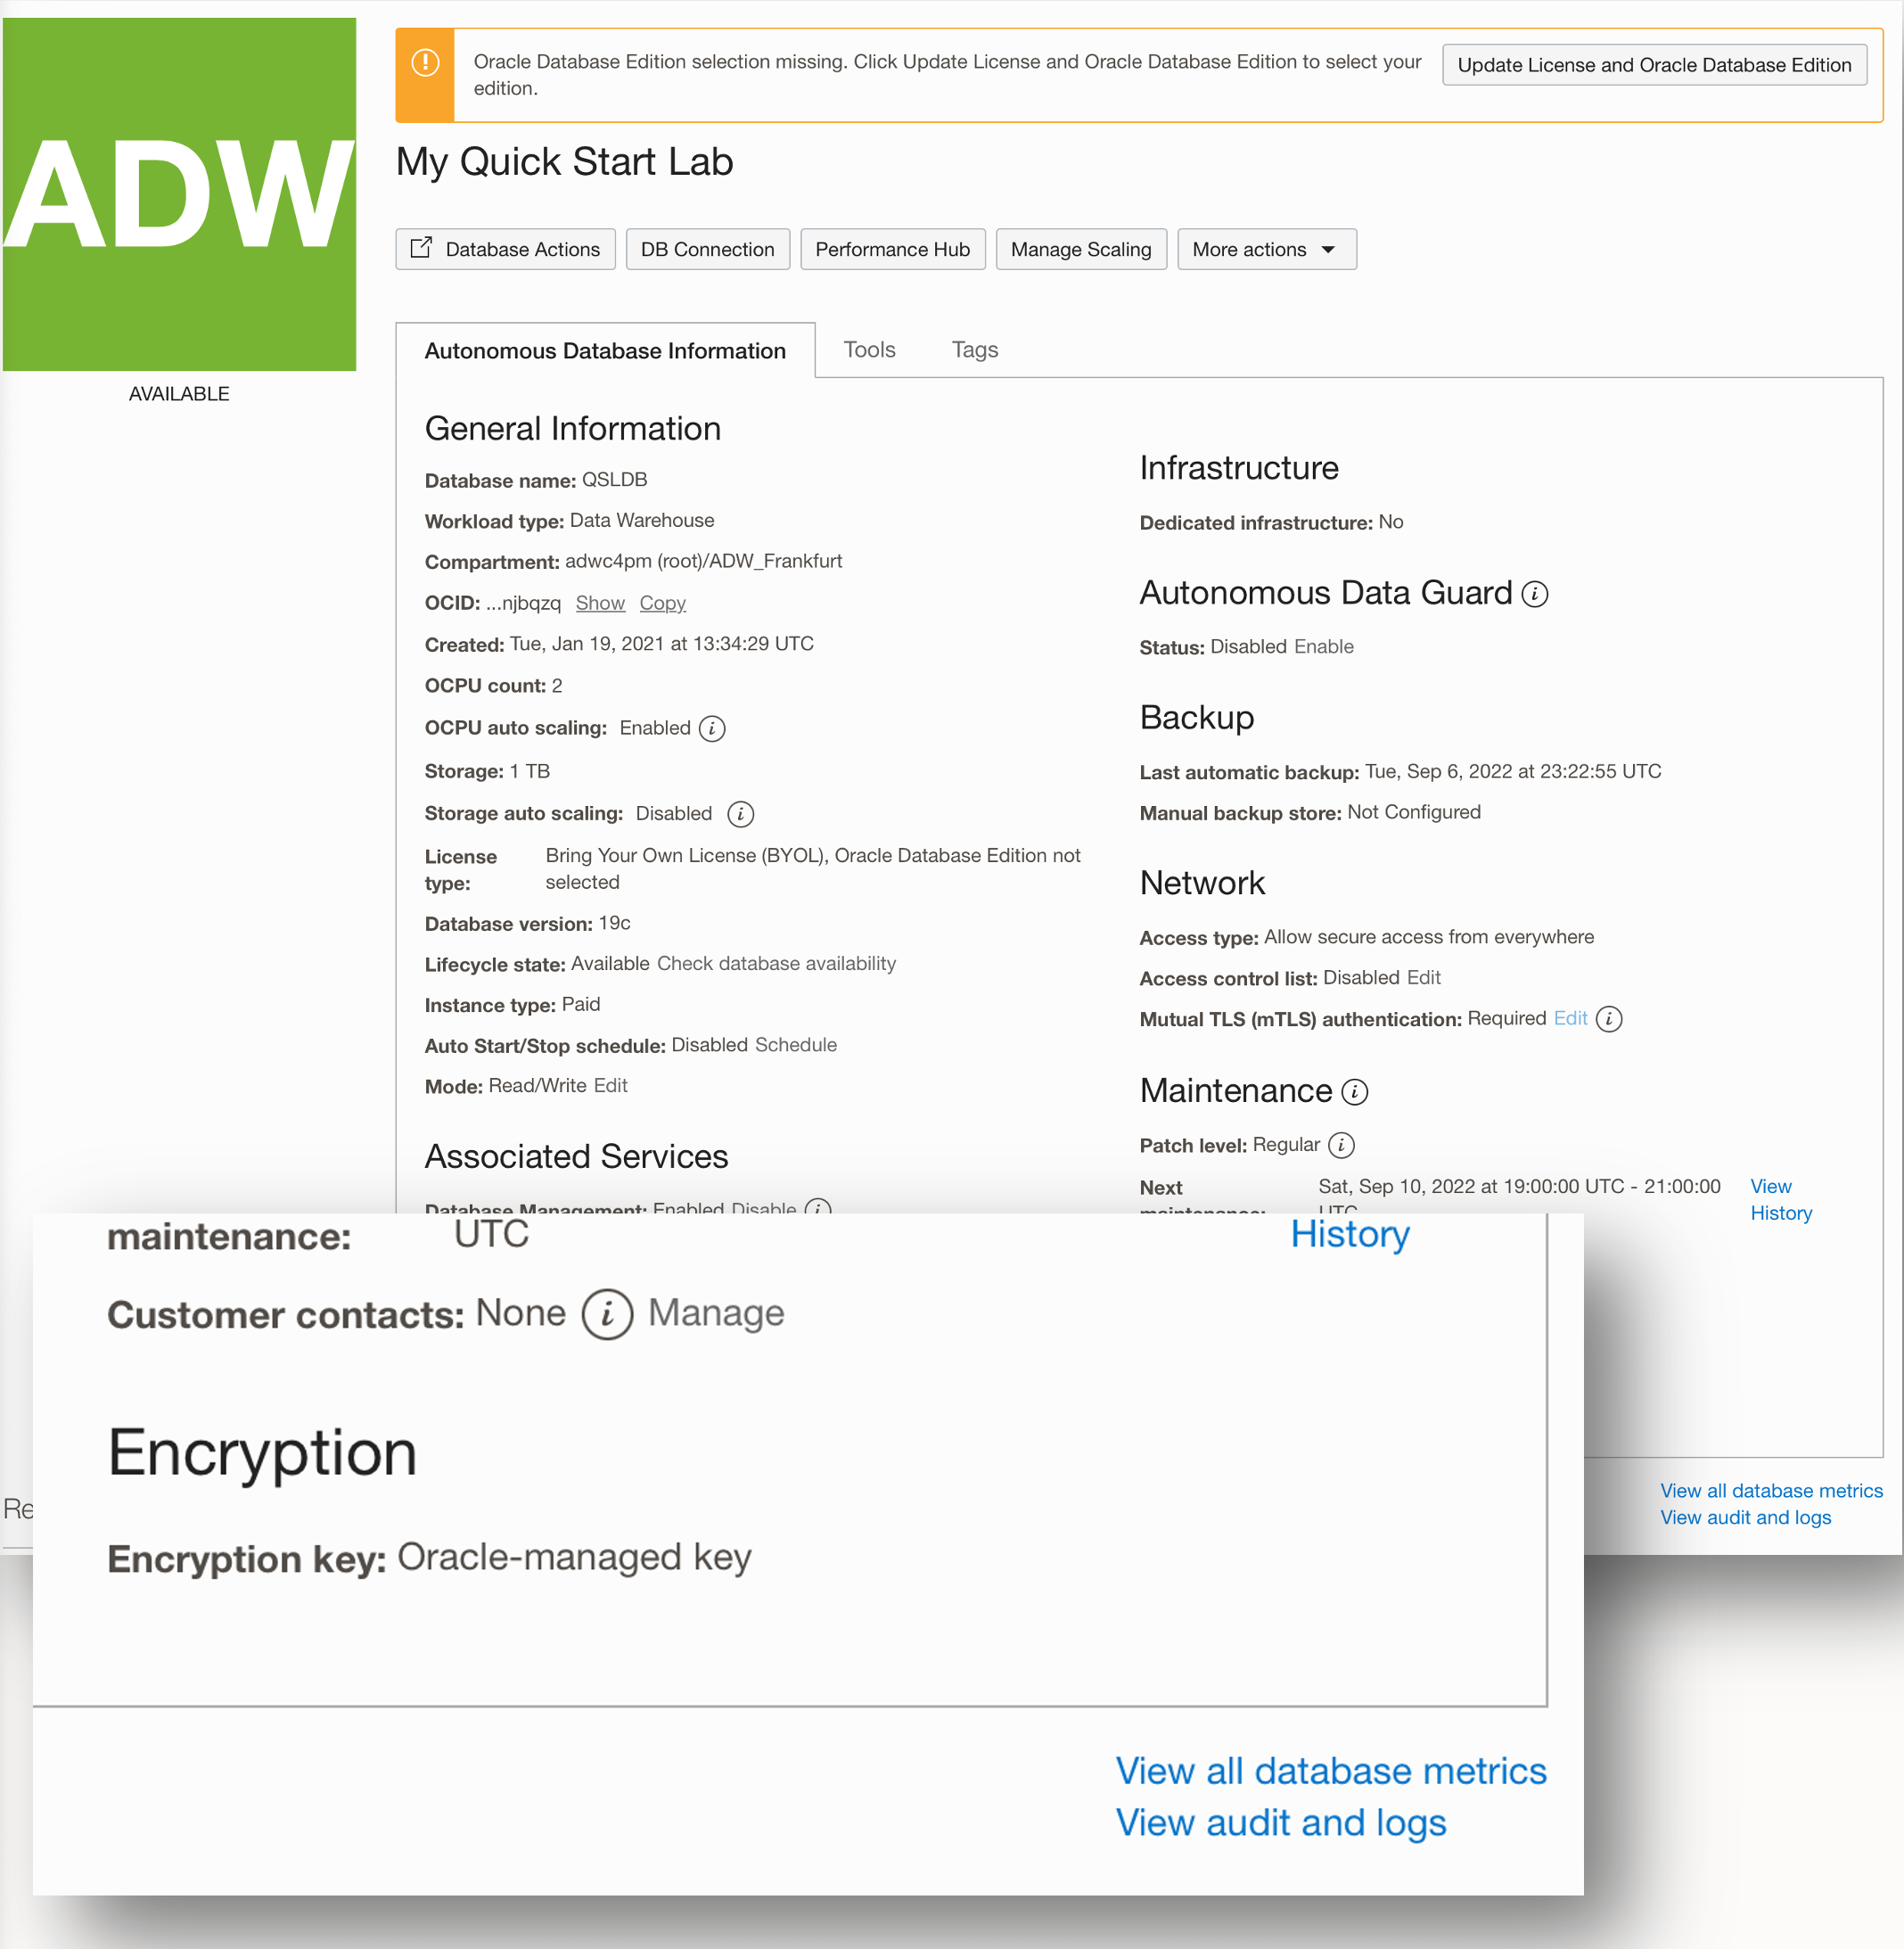 ADW
AVAILABLE
Oracle Database Edition selection missing. Click Update License and Oracle Database Edition to select your
edition.
Update License and Oracle Database Edition
My Quick Start Lab
Database Actions
DB Connection
Performance Hub
Manage Scaling
More actions
Autonomous Database Information
Tools
Tags
General Information
Database name: QSLDB
Workload type: Data Warehouse
Compartment: adwc4pm (root)/ADW_Frankfurt
OCID: ...njbqzq Show Copy
Created: Tue, Jan 19, 2021 at 13:34:29 UTC
OCPU count: 2
OCPU auto scaling: Enabled i
Storage: 1 TB
Storage auto scaling: Disabled i
License type: Bring Your Own License (BYOL), Oracle Database Edition not
selected
Database version: 19c
Lifecycle state: Available Check database availability
Instance type: Paid
Auto Start/Stop schedule: Disabled Schedule
Mode: Read/Write Edit
Associated Services
Database Management: Enabled Disable i
Infrastructure
Dedicated infrastructure: No
Autonomous Data Guard i
Status: Disabled Enable
Backup
Last automatic backup: Tue, Sep 6, 2022 at 23:22:55 UTC
Manual backup store: Not Configured
Network
Access type: Allow secure access from everywhere
Access control list: Disabled Edit
Mutual TLS (mTLS) authentication: Required Edit i
Maintenance i
Patch level: Regular i
Next Sat, Sep 10, 2022 at 19:00:00 UTC - 21:00:00 View
maintenance: UTC History
Re
View all database metrics
View audit and logs
maintenance: UTC History
Customer contacts: None i Manage
Encryption
Encryption key: Oracle-managed key
View all database metrics
View audit and logs